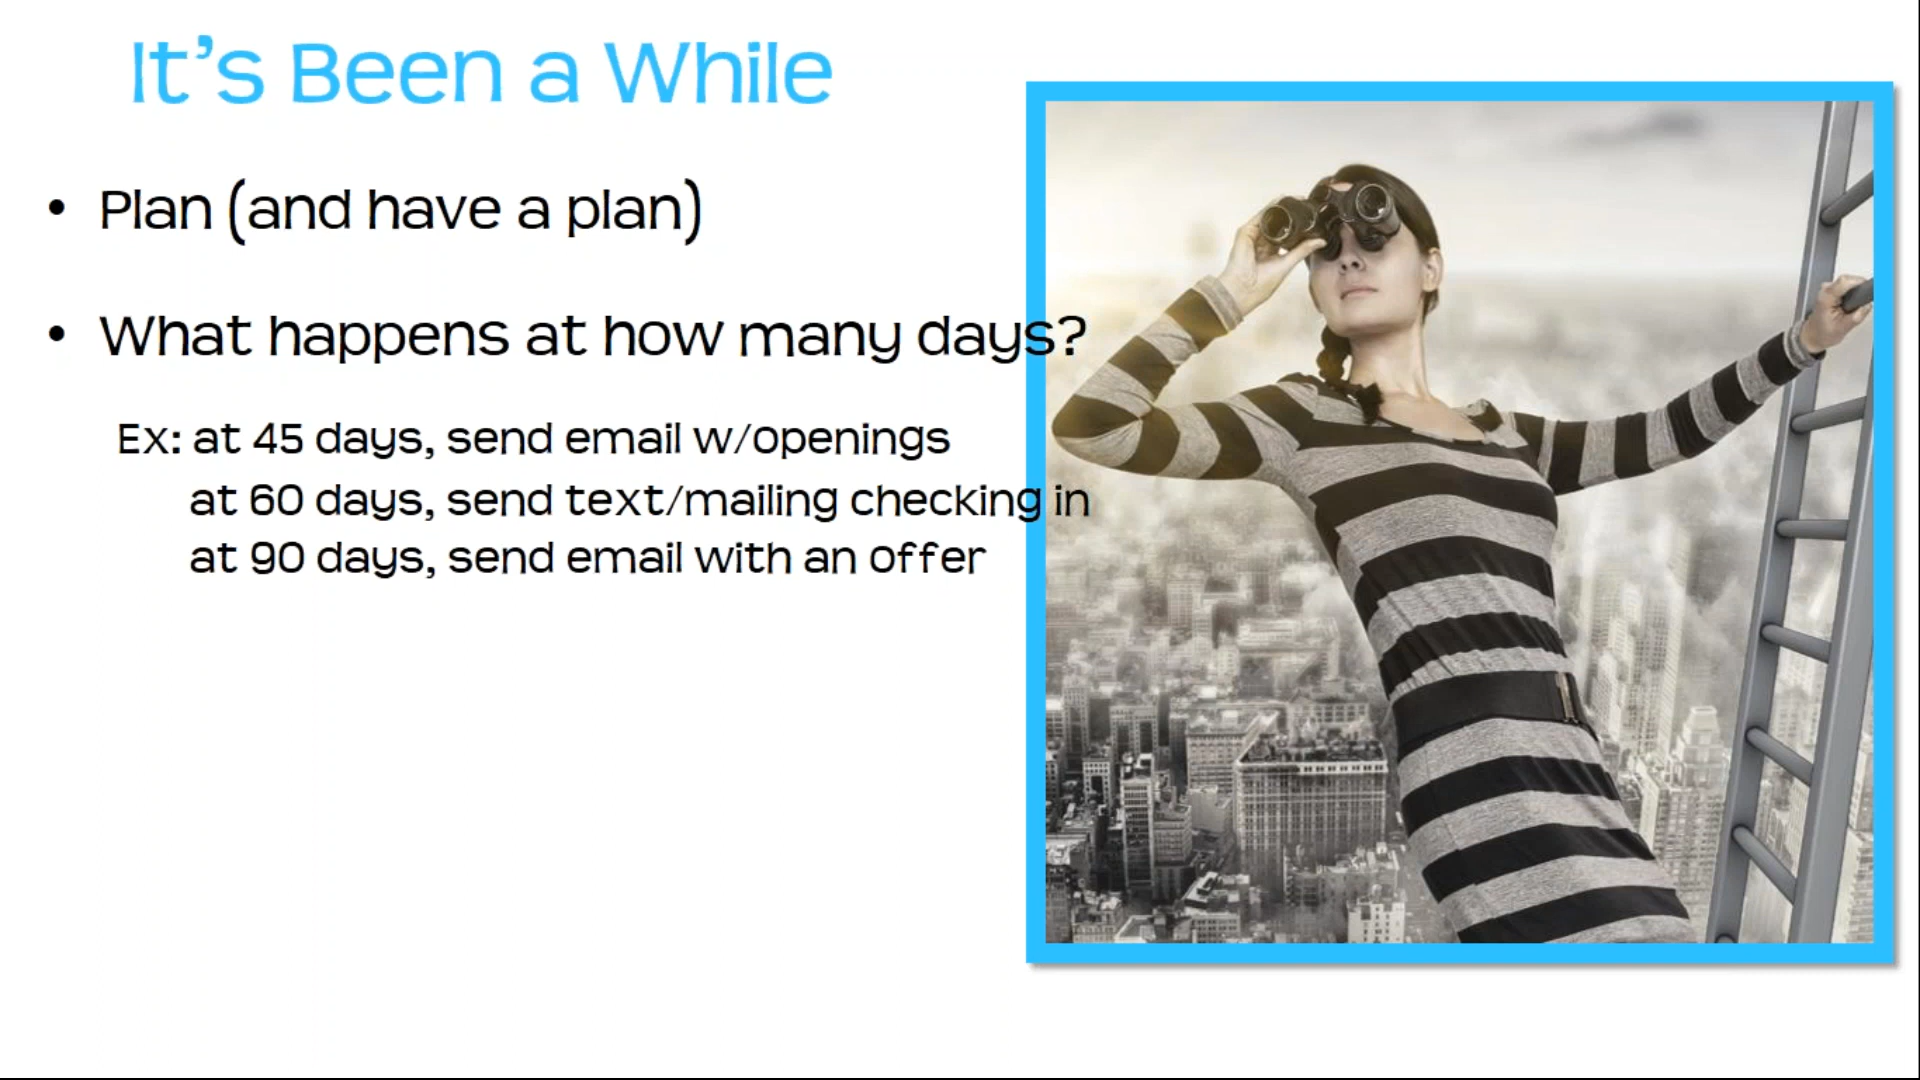 It's Been a While
• Plan (and have a plan)
• What happens at how many days?
Ex: at 45 days, send email w/openings
at 60 days, send text/mailing checking in
at 90 days, send email with an offer